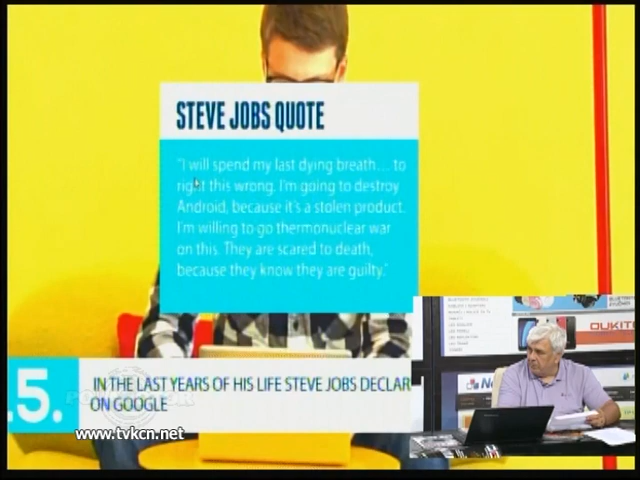 STEVE JOBS QUOTE
"I will spend my last dying breath... to
right this wrong. I'm going to destroy
Android, because it's a stolen product.
I'm willing to go thermonuclear war
on this. They are scared to death,
because they know they are guilty."
15.
IN THE LAST YEARS OF HIS LIFE STEVE JOBS DECLAR
ON GOOGLE
www.tvkcn.net
OUKIT